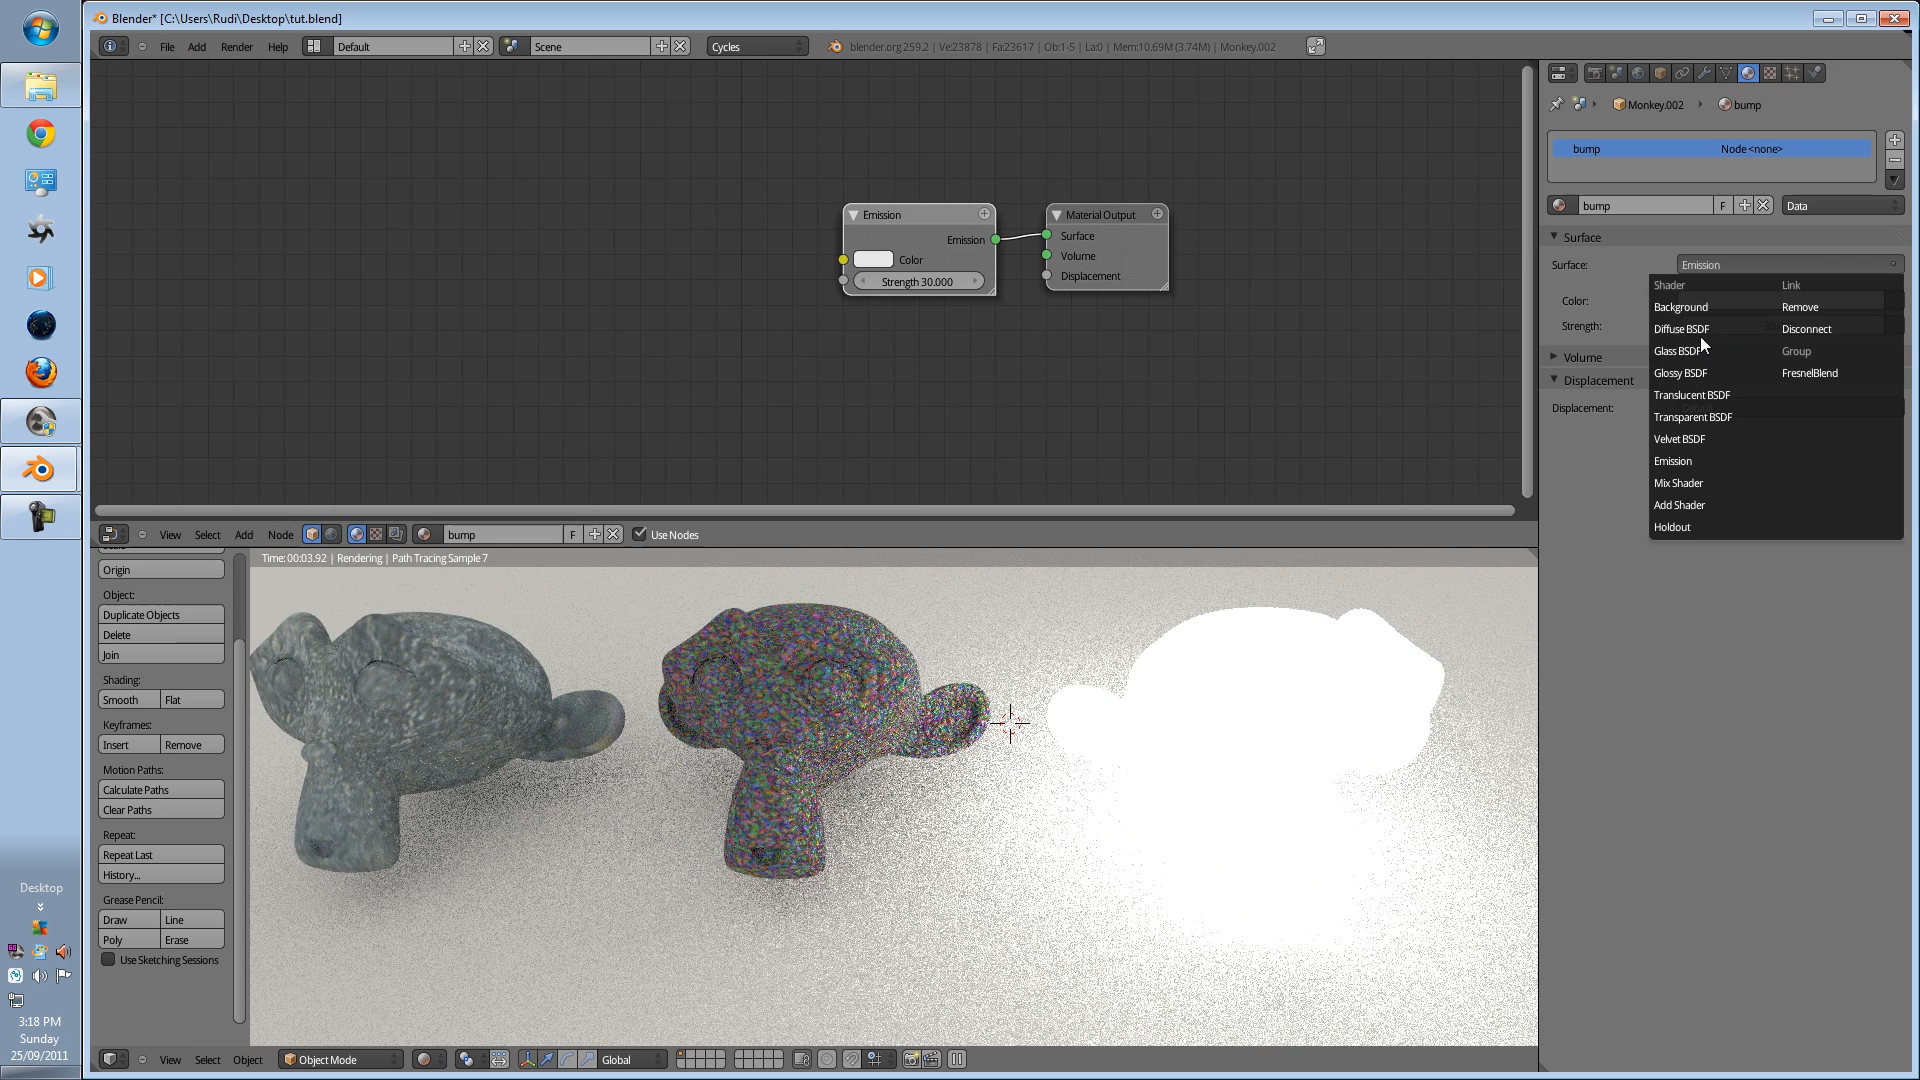 Blender* [C:\Users\Rudi\Desktop\tut.blend]
File Add Render Help Default Scene Cycles blender.org 259.2 | Ve:23878 | Fa:23617 | Ob:1-5 | La:0 | Mem:10.69M (3.74M) | Monkey.002
Monkey.002 bump
bump Node <none>
bump F Data
Surface
Surface: Emission
Shader Link
Color: Background Remove
Strength: Diffuse BSDF Disconnect
Glass BSDF Group
Volume
Glossy BSDF FresnelBlend
Displacement
Translucent BSDF
Displacement:
Transparent BSDF
Velvet BSDF
Emission
Mix Shader
Add Shader
Holdout
Emission
Emission
Color
Strength 30.000
Material Output
Surface
Volume
Displacement
View Select Add Node bump F Use Nodes
Time:00:03.92 | Rendering | Path Tracing Sample 7
Origin
Object:
Duplicate Objects
Delete
Join
Shading:
Smooth Flat
Keyframes:
Insert Remove
Motion Paths:
Calculate Paths
Clear Paths
Repeat:
Repeat Last
History...
Grease Pencil:
Draw Line
Poly Erase
Use Sketching Sessions
View Select Object Object Mode Global
Desktop
3:18 PM
Sunday
25/09/2011